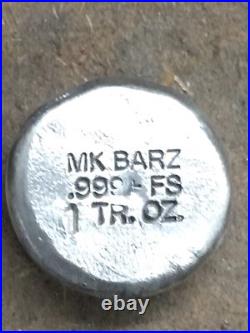 MK BARZ
.999+FS
1 TR. OZ.